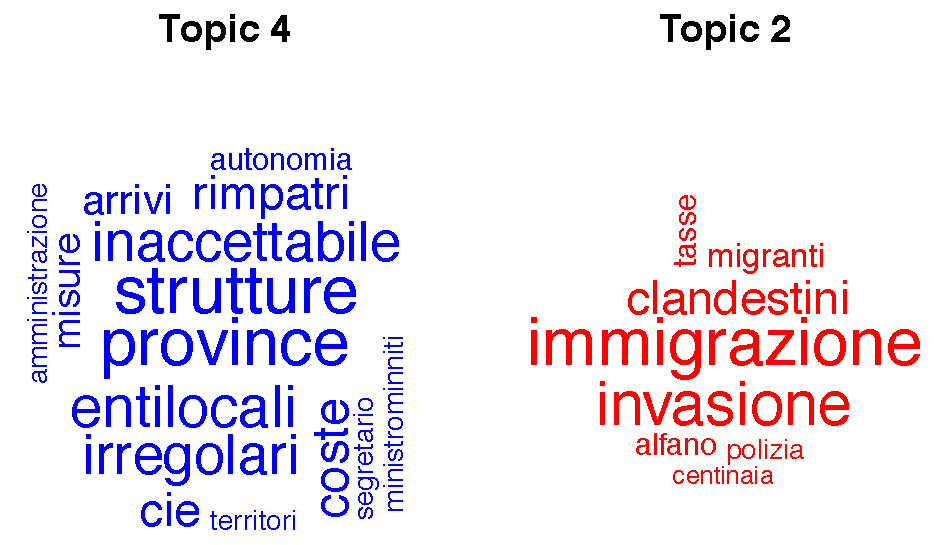 Topic 4
Topic 2
autonomia
arrivi
rimpatri
amministrazione
misure
inaccettabile
strutture
province
entilocali
irregolari
coste
segretario
ministrominniti
cie
territori
tasse
migranti
clandestini
immigrazione
invasione
alfano
polizia
centinaia